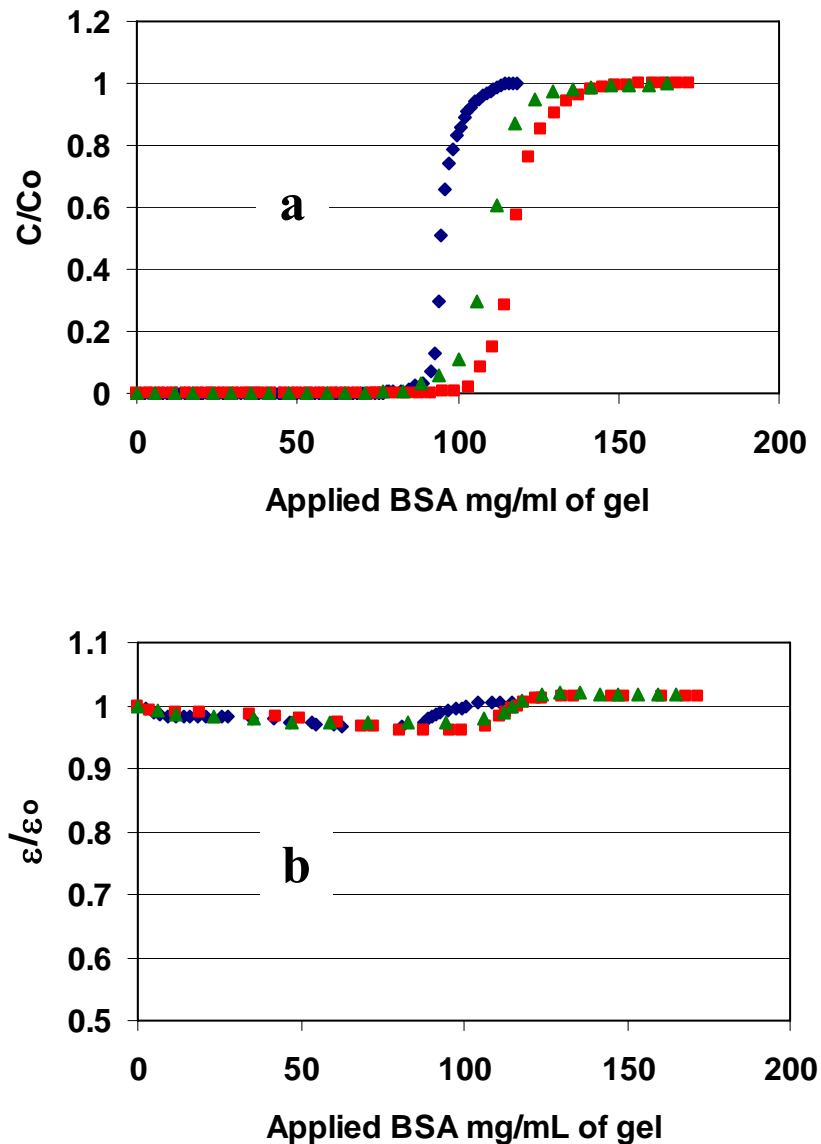 1.2
1
0.8
0.6
0.4
0.2
0
C/Co
a
0 50 100 150 200
Applied BSA mg/ml of gel
1.1
1
0.9
0.8
0.7
0.6
0.5
ε/εo
b
0 50 100 150 200
Applied BSA mg/mL of gel